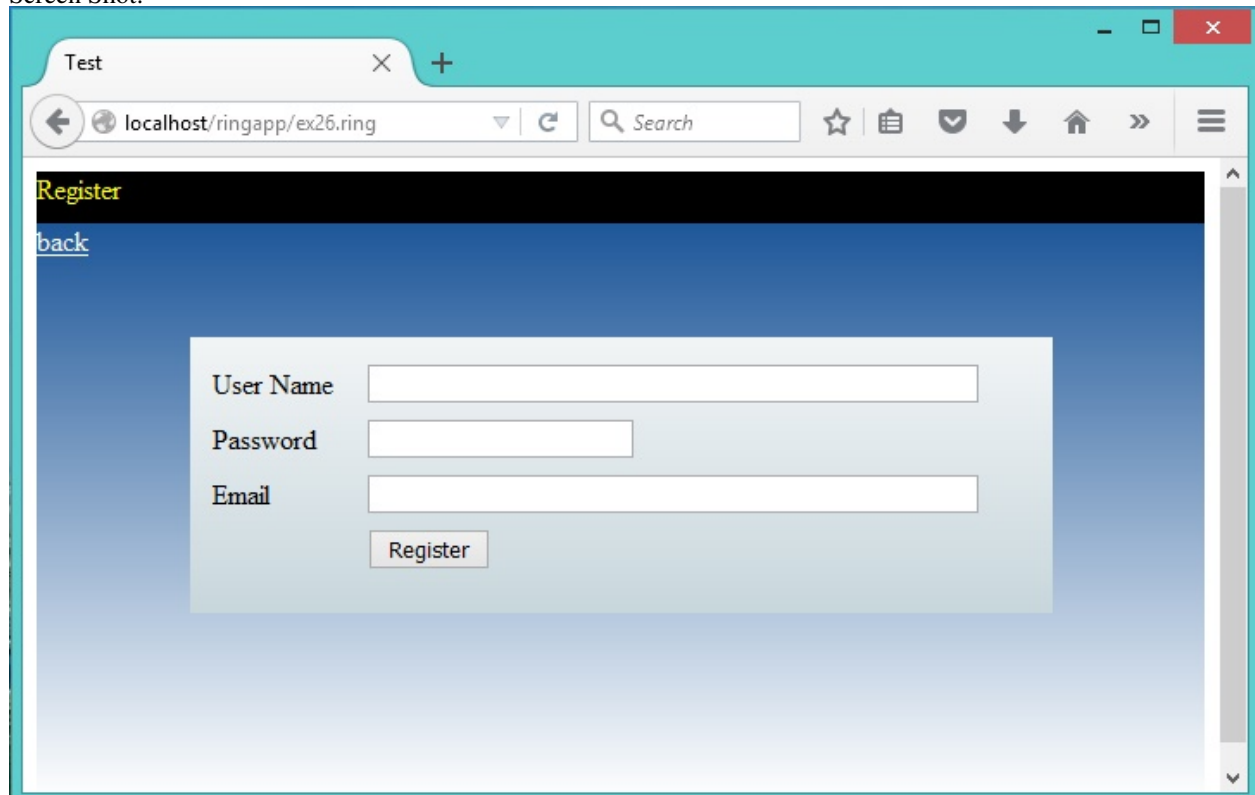 Screen Shot:
Test
localhost/ringapp/ex26.ring
Search
Register
back
User Name
Password
Email
Register